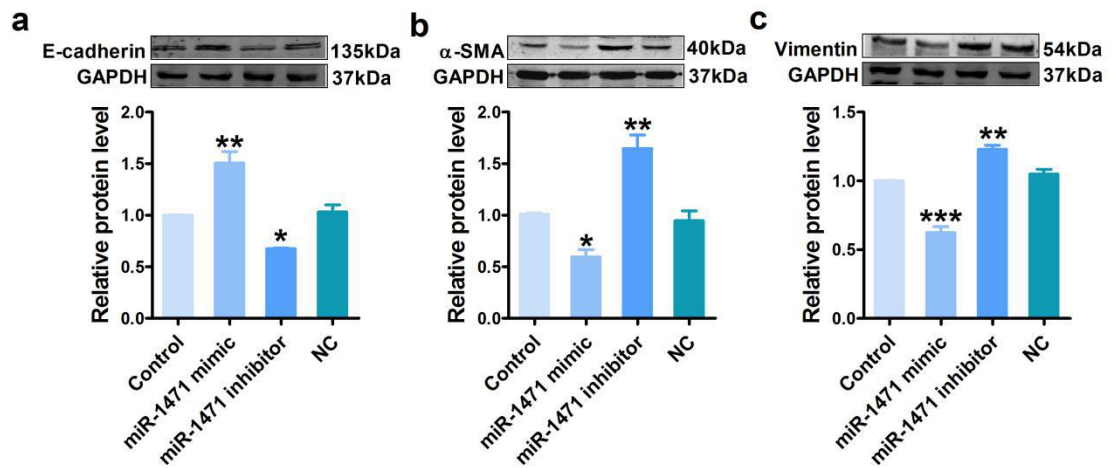 a
E-cadherin 135kDa
GAPDH 37kDa
Relative protein level
2.0
1.5
1.0
0.5
0.0
**
*
Control
miR-1471 mimic
miR-1471 inhibitor
NC
b
α-SMA 40kDa
GAPDH 37kDa
Relative protein level
2.0
1.5
1.0
0.5
0.0
*
**
Control
miR-1471 mimic
miR-1471 inhibitor
NC
c
Vimentin 54kDa
GAPDH 37kDa
Relative protein level
1.5
1.0
0.5
0.0
***
**
Control
miR-1471 mimic
miR-1471 inhibitor
NC